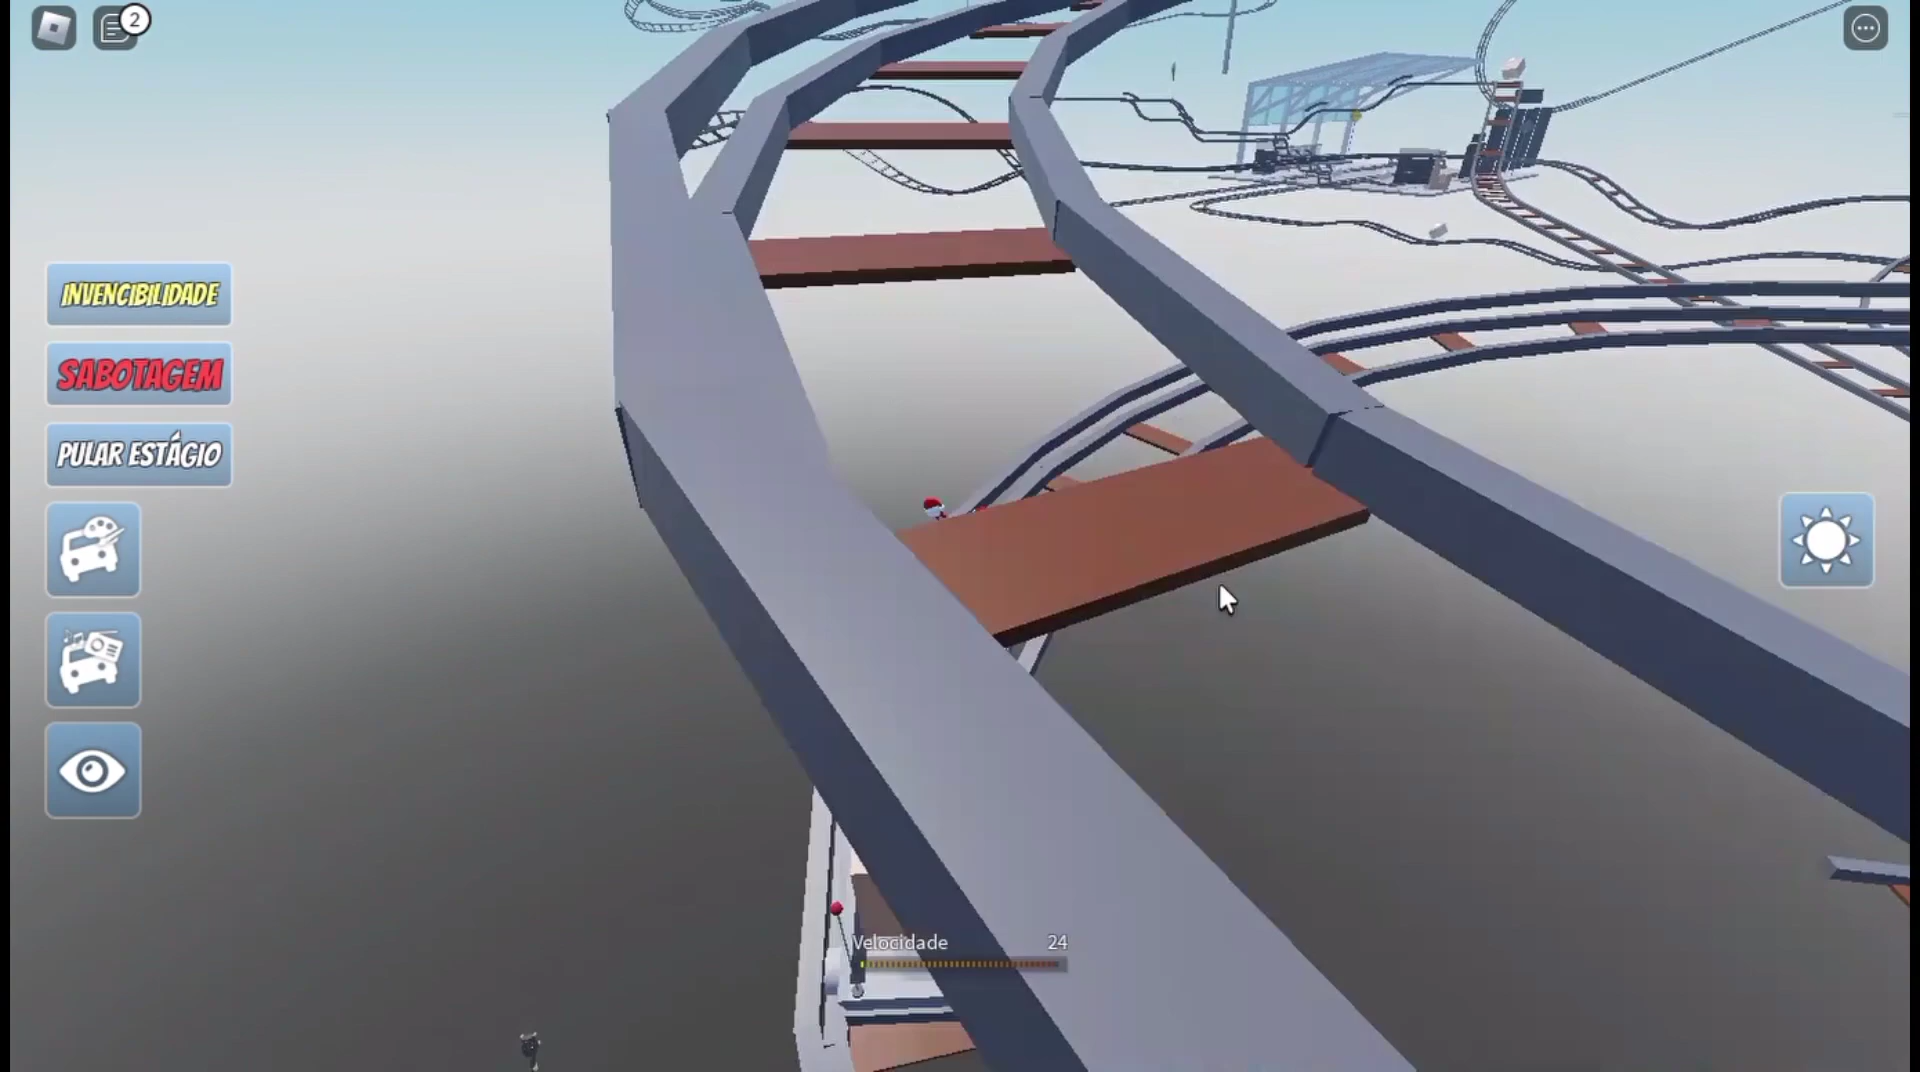 2
INVENCIBILIDADE
SABOTAGEM
PULAR ESTÁGIO
Velocidade 24